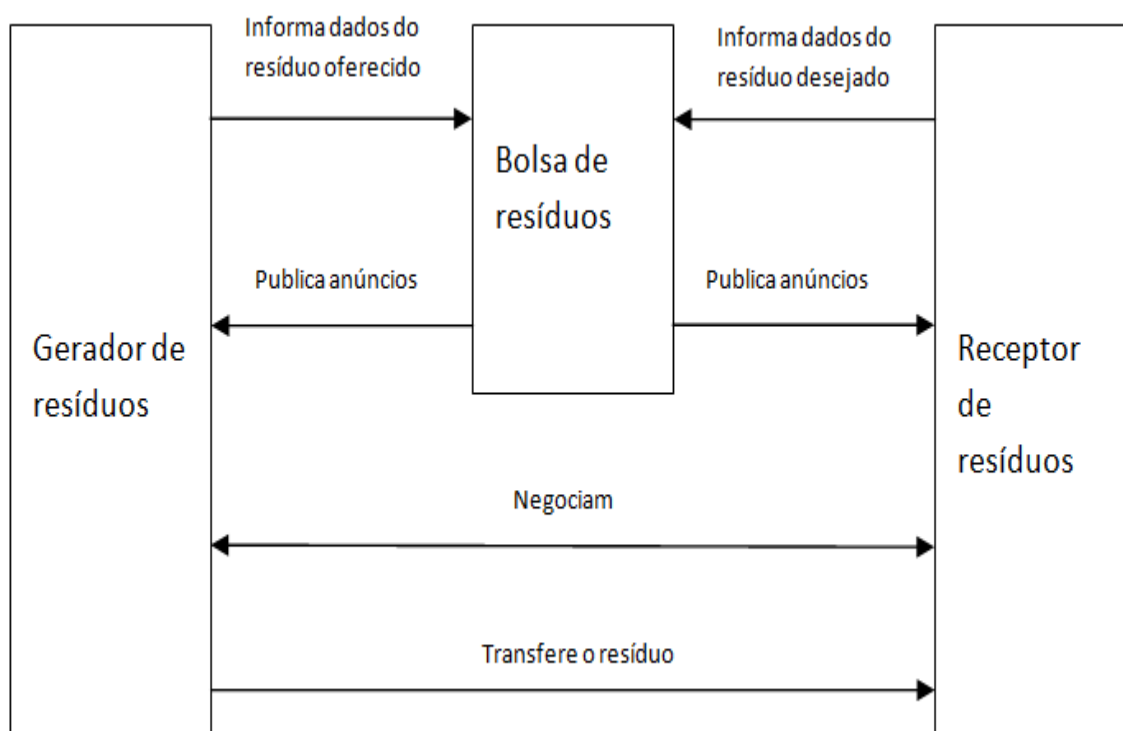 Informa dados do
resíduo oferecido
Informa dados do
resíduo desejado
Bolsa de
resíduos
Publica anúncios
Publica anúncios
Gerador de
resíduos
Receptor
de
resíduos
Negociam
Transfere o resíduo